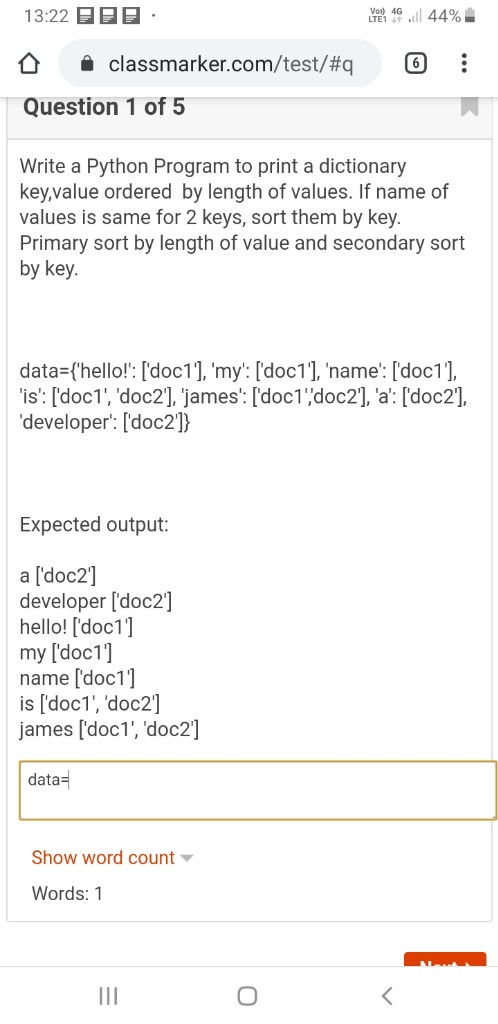 13:22
Vo)) 4G
LTE1
44%
classmarker.com/test/#q
6
Question 1 of 5
Write a Python Program to print a dictionary
key,value ordered by length of values. If name of
values is same for 2 keys, sort them by key.
Primary sort by length of value and secondary sort
by key.
data={'hello!': ['doc1'], 'my': ['doc1'], 'name': ['doc1'],
'is': ['doc1', 'doc2'], 'james': ['doc1','doc2'], 'a': ['doc2'],
'developer': ['doc2']}
Expected output:
a ['doc2']
developer ['doc2']
hello! ['doc1']
my ['doc1']
name ['doc1']
is ['doc1', 'doc2']
james ['doc1', 'doc2']
data=
Show word count
Words: 1
Next